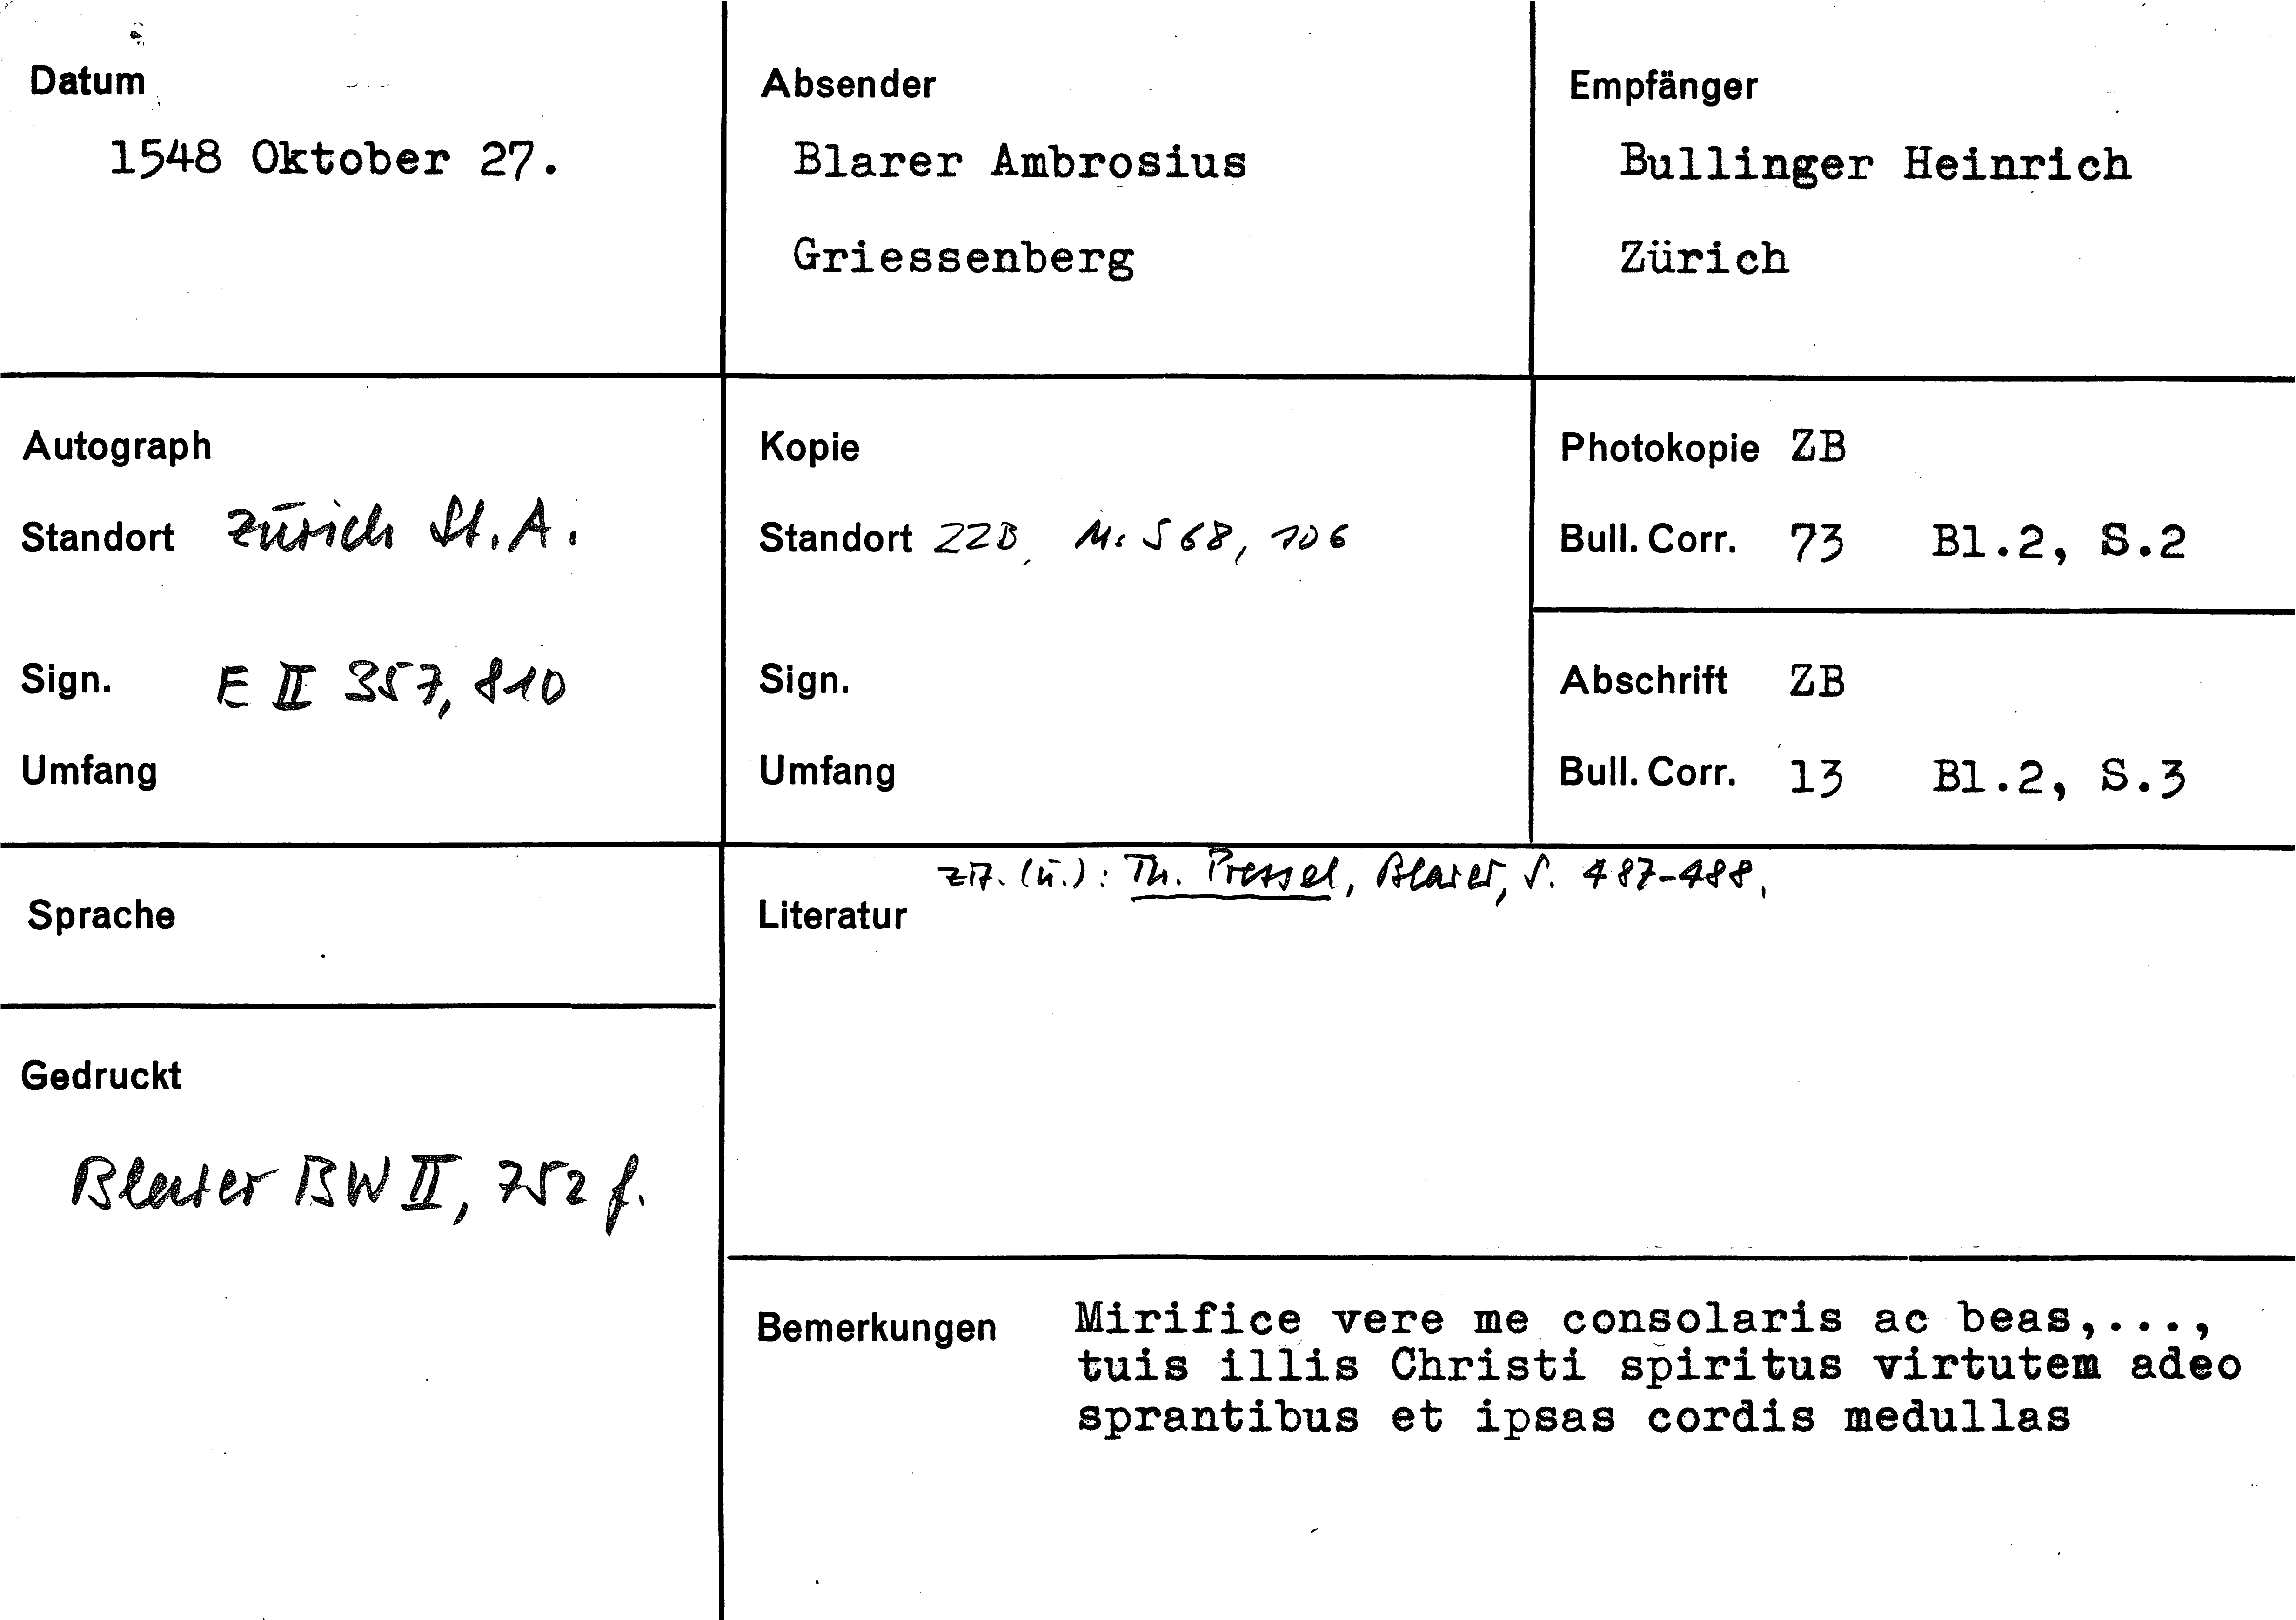 Datum
1548 Oktober 27.
Absender
Blarer Ambrosius
Griessenberg
Empfänger
Bullinger Heinrich
Zürich
Autograph
Standort Zürich St.A.
Sign. E II 357, 810
Umfang
Kopie
Standort ZZB, Ms S 68, 106
Sign.
Umfang
Photokopie ZB
Bull. Corr. 73 Bl.2, S.2
Abschrift ZB
Bull. Corr. 13 Bl.2, S.3
Sprache
Gedruckt
Blarer BW II, 752 f.
zit. (ü.): Th. Pressel, Blarer, S. 487-488.
Literatur
Bemerkungen Mirifice vere me consolaris ac beas,...,
tuis illis Christi spiritus virtutem adeo
sprantibus et ipsas cordis medullas